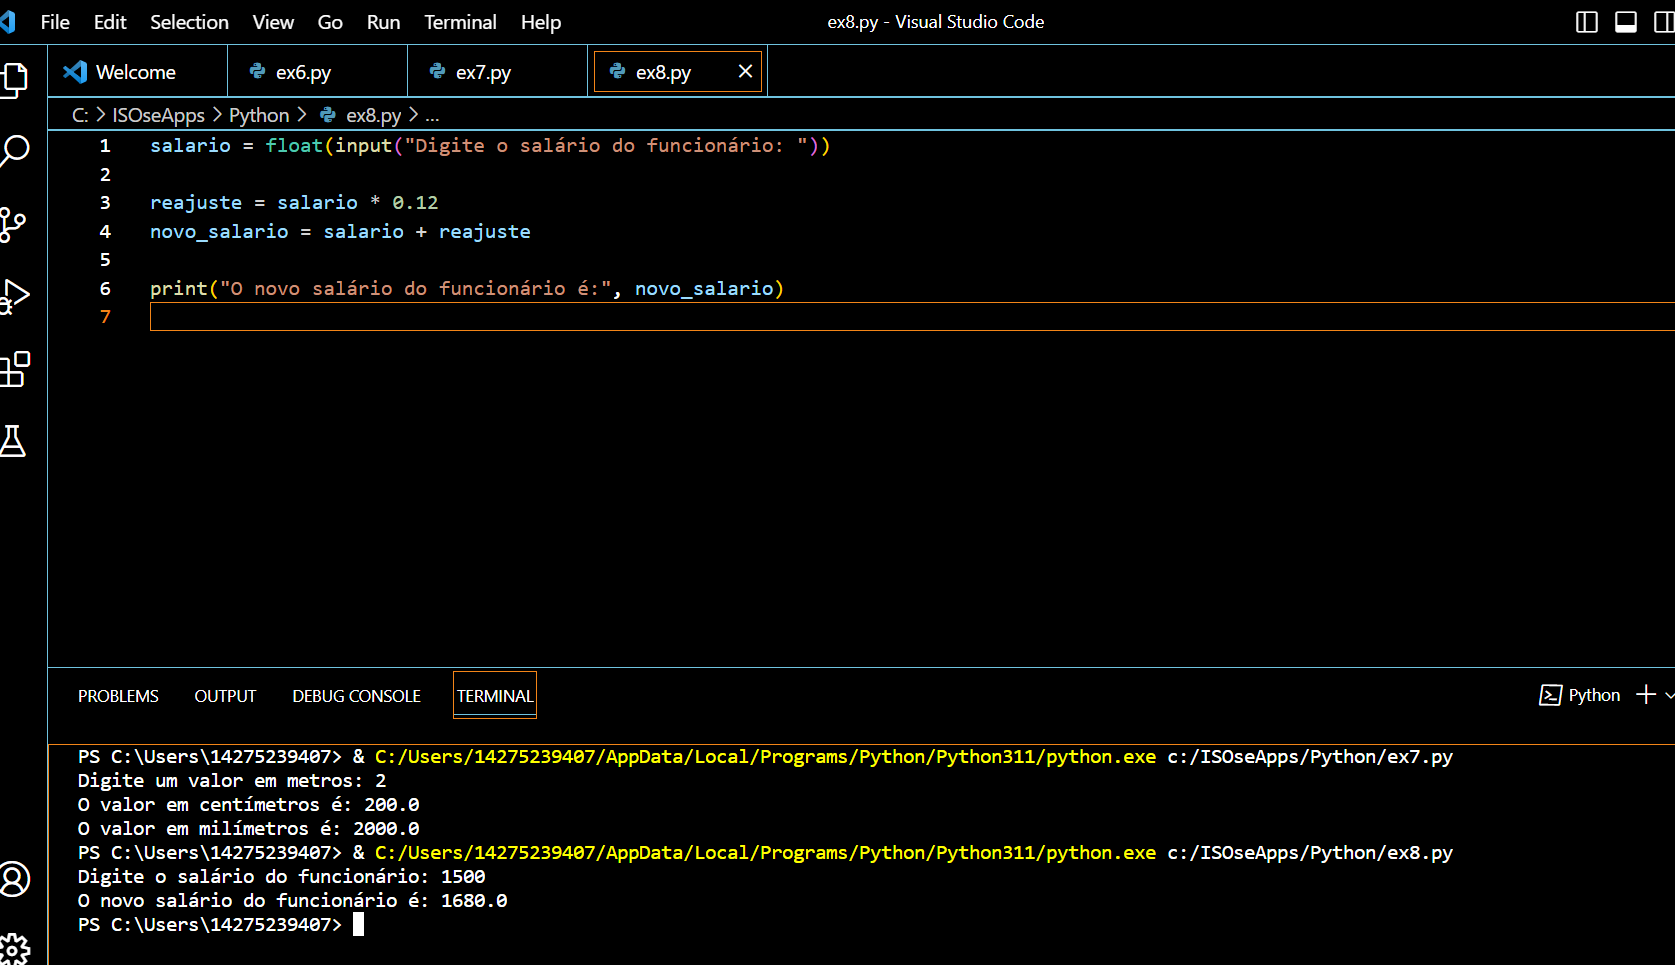 File Edit Selection View Go Run Terminal Help ex8.py - Visual Studio Code
Welcome ex6.py ex7.py ex8.py
C: > ISOseApps > Python > ex8.py > ...
1 salario = float(input("Digite o salário do funcionário: "))
2
3 reajuste = salario * 0.12
4 novo_salario = salario + reajuste
5
6 print("O novo salário do funcionário é:", novo_salario)
7
PROBLEMS OUTPUT DEBUG CONSOLE TERMINAL Python
PS C:\Users\14275239407> & C:/Users/14275239407/AppData/Local/Programs/Python/Python311/python.exe c:/ISOseApps/Python/ex7.py
Digite um valor em metros: 2
O valor em centímetros é: 200.0
O valor em milímetros é: 2000.0
PS C:\Users\14275239407> & C:/Users/14275239407/AppData/Local/Programs/Python/Python311/python.exe c:/ISOseApps/Python/ex8.py
Digite o salário do funcionário: 1500
O novo salário do funcionário é: 1680.0
PS C:\Users\14275239407>